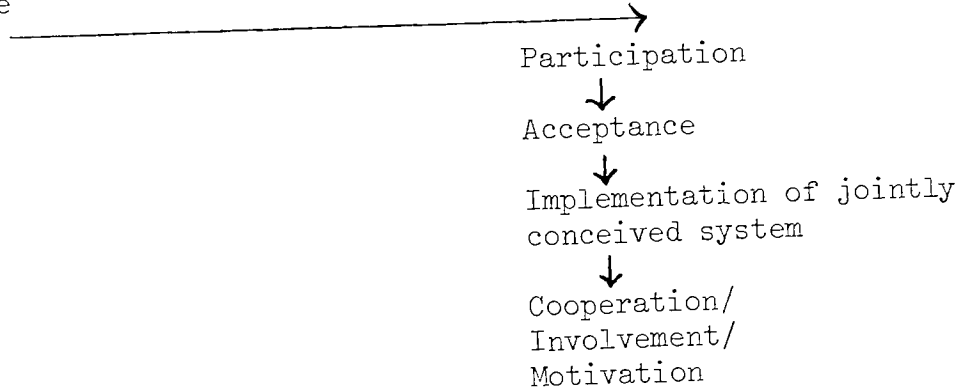 e
Participation
Acceptance
Implementation of jointly
conceived system
Cooperation/
Involvement/
Motivation